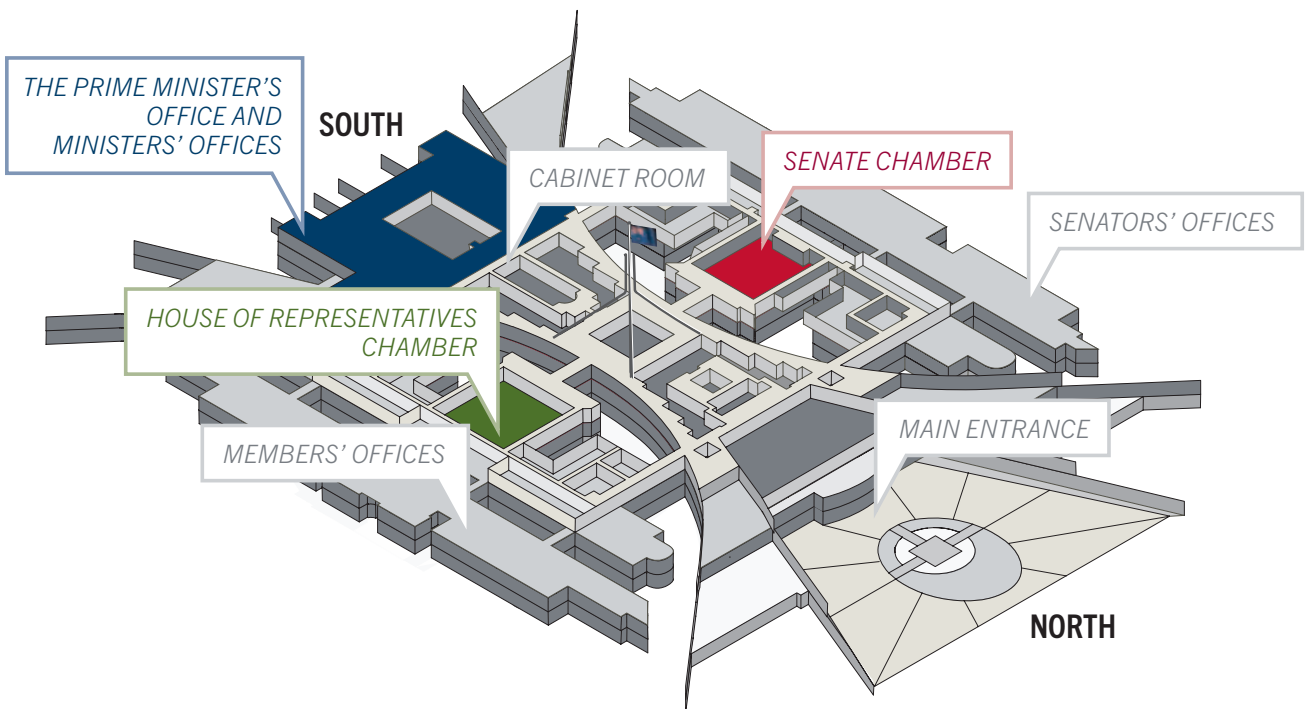 THE PRIME MINISTER’S
OFFICE AND
MINISTERS’ OFFICES
SOUTH
CABINET ROOM
SENATE CHAMBER
SENATORS’ OFFICES
HOUSE OF REPRESENTATIVES
CHAMBER
MEMBERS’ OFFICES
MAIN ENTRANCE
NORTH